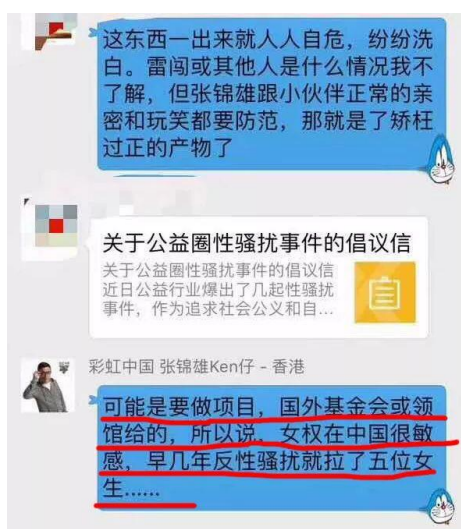 这东西一出来就人人自危，纷纷洗
白。雷闯或其他人是什么情况我不
了解，但张锦雄跟小伙伴正常的亲
密和玩笑都要防范，那就是了矫枉
过正的产物了
关于公益圈性骚扰事件的倡议信
关于公益圈性骚扰事件的倡议信
近日公益行业爆出了几起性骚扰
事件，作为追求社会公义和自...
彩虹中国 张锦雄Ken仔 - 香港
可能是要做项目，国外基金会或领
馆给的，所以说，女权在中国很敏
感，早几年反性骚扰就拉了五位女
生......